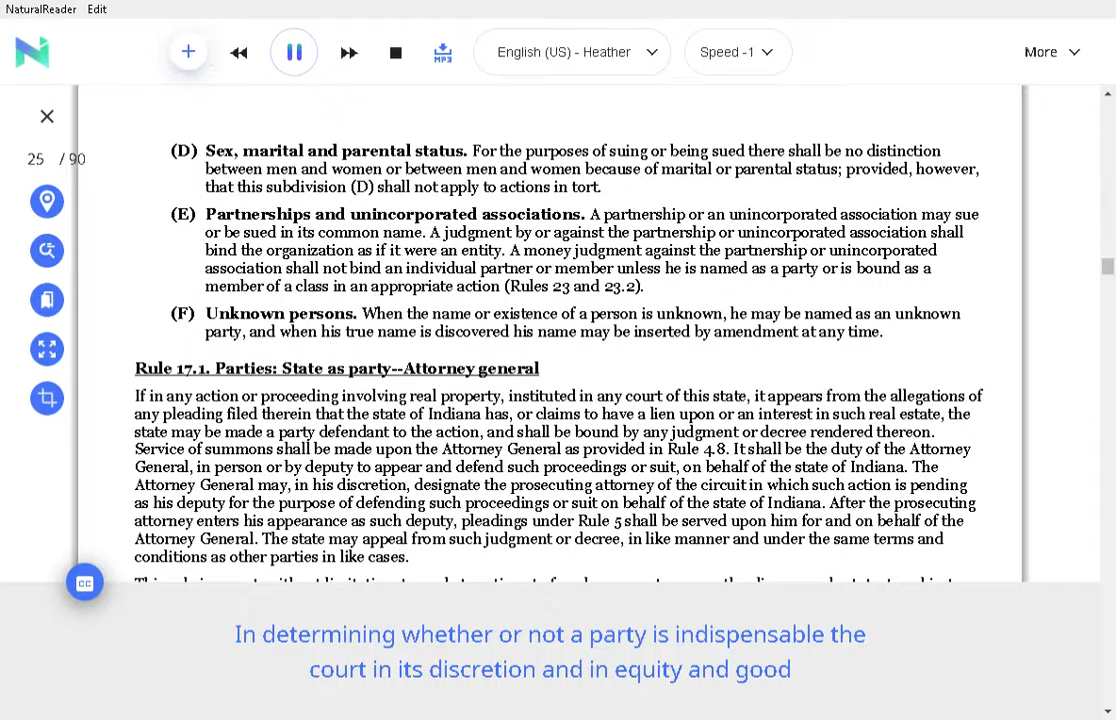 NaturalReader Edit
MP3
English (US) - Heather
Speed -1
More
25 / 90
(D) Sex, marital and parental status. For the purposes of suing or being sued there shall be no distinction
between men and women or between men and women because of marital or parental status; provided, however,
that this subdivision (D) shall not apply to actions in tort.
(E) Partnerships and unincorporated associations. A partnership or an unincorporated association may sue
or be sued in its common name. A judgment by or against the partnership or unincorporated association shall
bind the organization as if it were an entity. A money judgment against the partnership or unincorporated
association shall not bind an individual partner or member unless he is named as a party or is bound as a
member of a class in an appropriate action (Rules 23 and 23.2).
(F) Unknown persons. When the name or existence of a person is unknown, he may be named as an unknown
party, and when his true name is discovered his name may be inserted by amendment at any time.
Rule 17.1. Parties: State as party--Attorney general
If in any action or proceeding involving real property, instituted in any court of this state, it appears from the allegations of
any pleading filed therein that the state of Indiana has, or claims to have a lien upon or an interest in such real estate, the
state may be made a party defendant to the action, and shall be bound by any judgment or decree rendered thereon.
Service of summons shall be made upon the Attorney General as provided in Rule 4.8. It shall be the duty of the Attorney
General, in person or by deputy to appear and defend such proceedings or suit, on behalf of the state of Indiana. The
Attorney General may, in his discretion, designate the prosecuting attorney of the circuit in which such action is pending
as his deputy for the purpose of defending such proceedings or suit on behalf of the state of Indiana. After the prosecuting
attorney enters his appearance as such deputy, pleadings under Rule 5 shall be served upon him for and on behalf of the
Attorney General. The state may appeal from such judgment or decree, in like manner and under the same terms and
conditions as other parties in like cases.
CC
In determining whether or not a party is indispensable the
court in its discretion and in equity and good